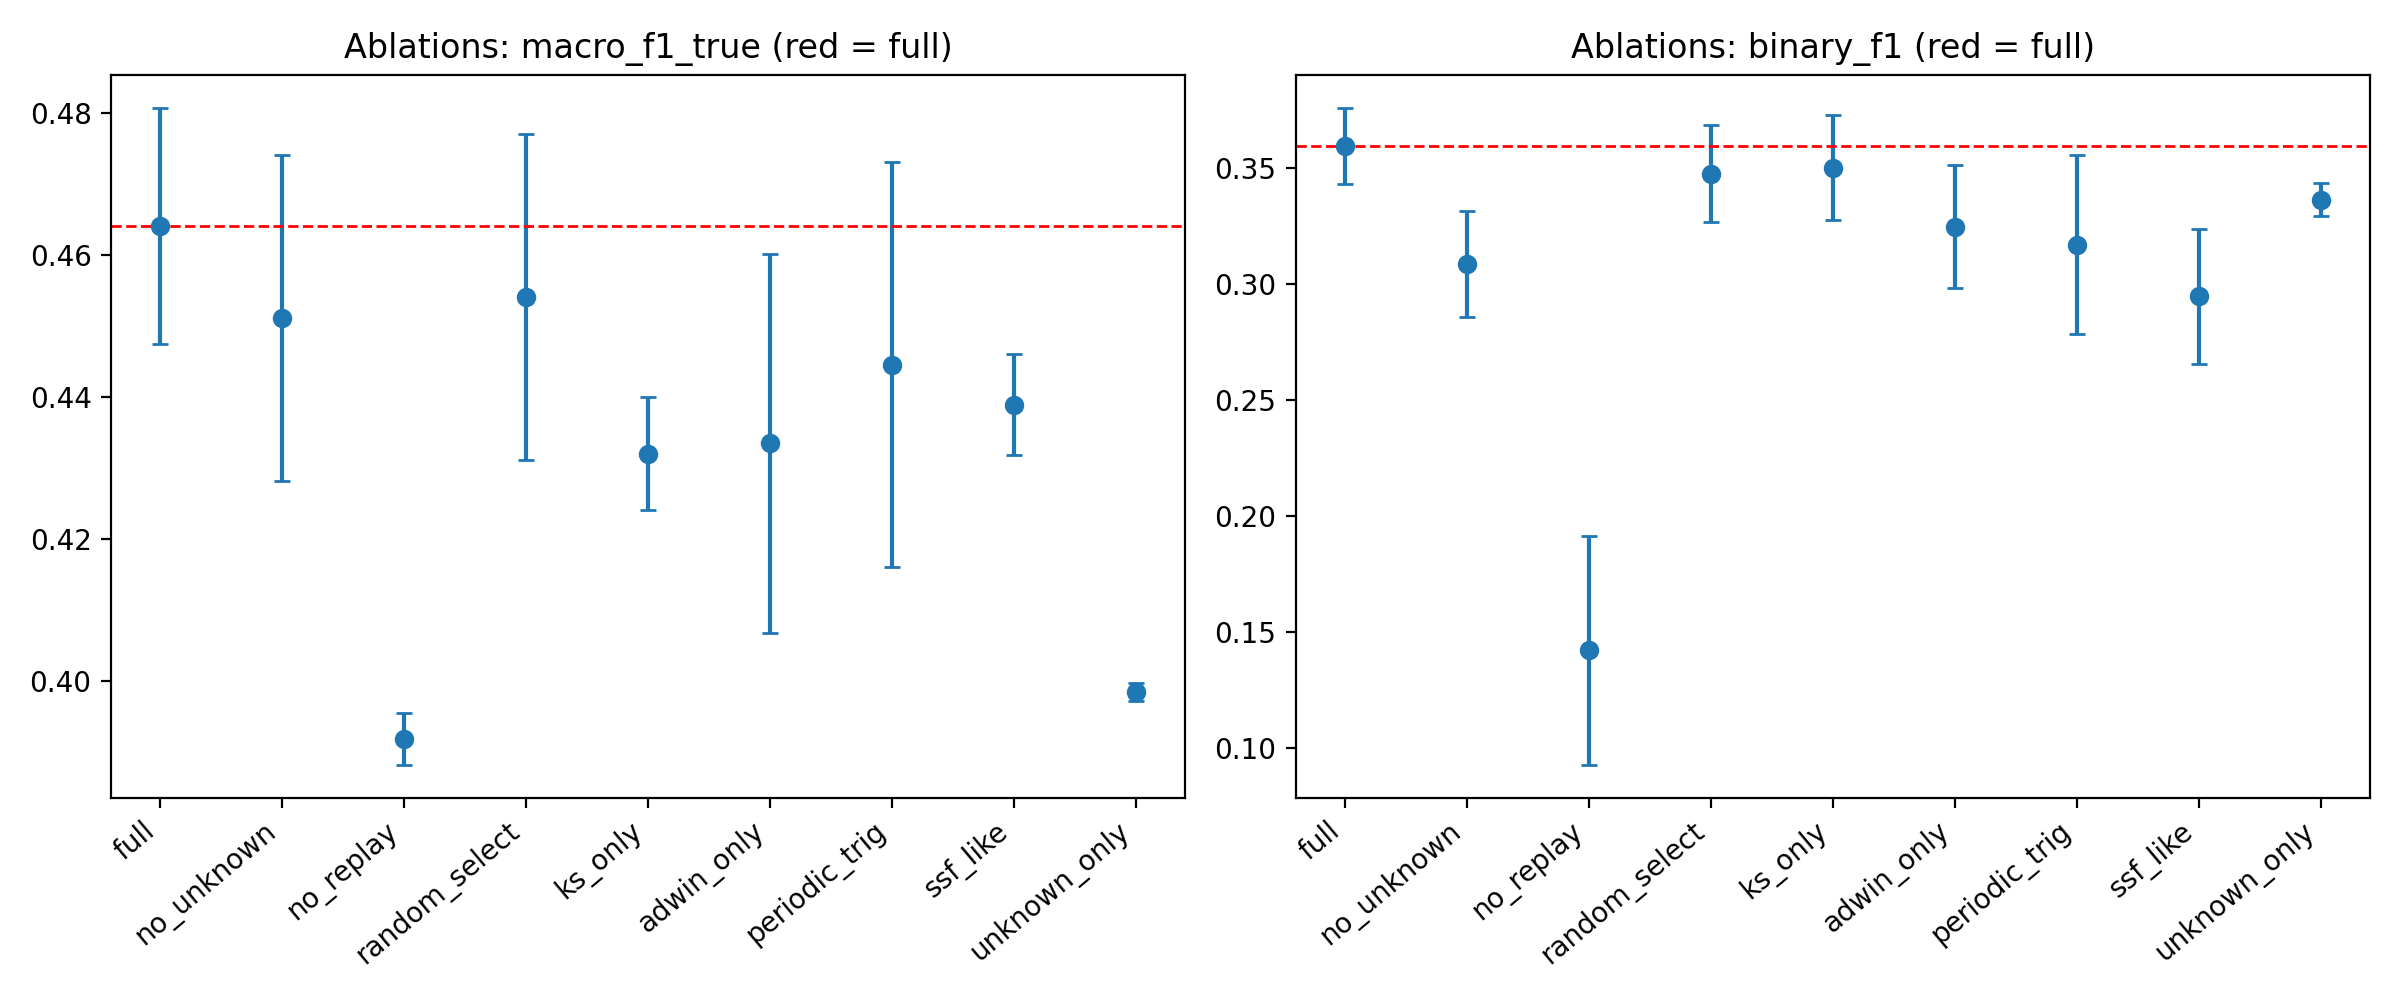 Ablations: macro_f1_true (red = full)
0.48
0.46
0.44
0.42
0.40
full
no_unknown
no_replay
random_select
ks_only
adwin_only
periodic_trig
ssf_like
unknown_only
Ablations: binary_f1 (red = full)
0.35
0.30
0.25
0.20
0.15
0.10
full
no_unknown
no_replay
random_select
ks_only
adwin_only
periodic_trig
ssf_like
unknown_only